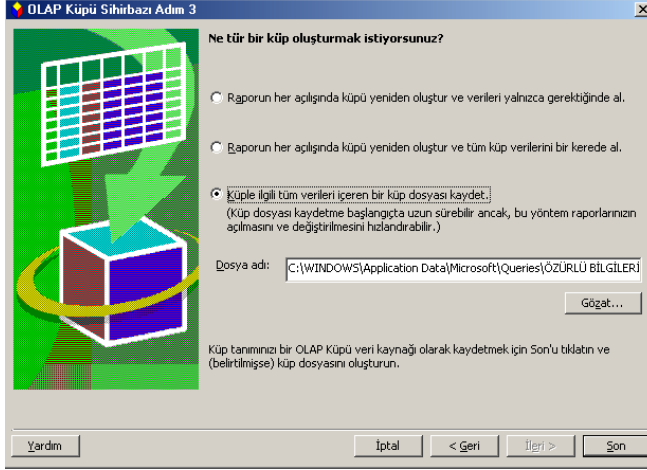 OLAP Küpü Sihirbazı Adım 3
Ne tür bir küp oluşturmak istiyorsunuz?
Raporun her açılışında küpü yeniden oluştur ve verileri yalnızca gerektiğinde al.
Raporun her açılışında küpü yeniden oluştur ve tüm küp verilerini bir kerede al.
Küple ilgili tüm verileri içeren bir küp dosyası kaydet.
(Küp dosyası kaydetme başlangıçta uzun sürebilir ancak, bu yöntem raporlarınızın
açılmasını ve değiştirilmesini hızlandırabilir.)
Dosya adı: C:\WINDOWS\Application Data\Microsoft\Queries\ÖZÜRLÜ BİLGİLERİ
Gözat...
Küp tanımınızı bir OLAP Küpü veri kaynağı olarak kaydetmek için Son'u tıklatın ve
(belirtilmişse) küp dosyasını oluşturun.
Yardım İptal < Geri İleri > Son